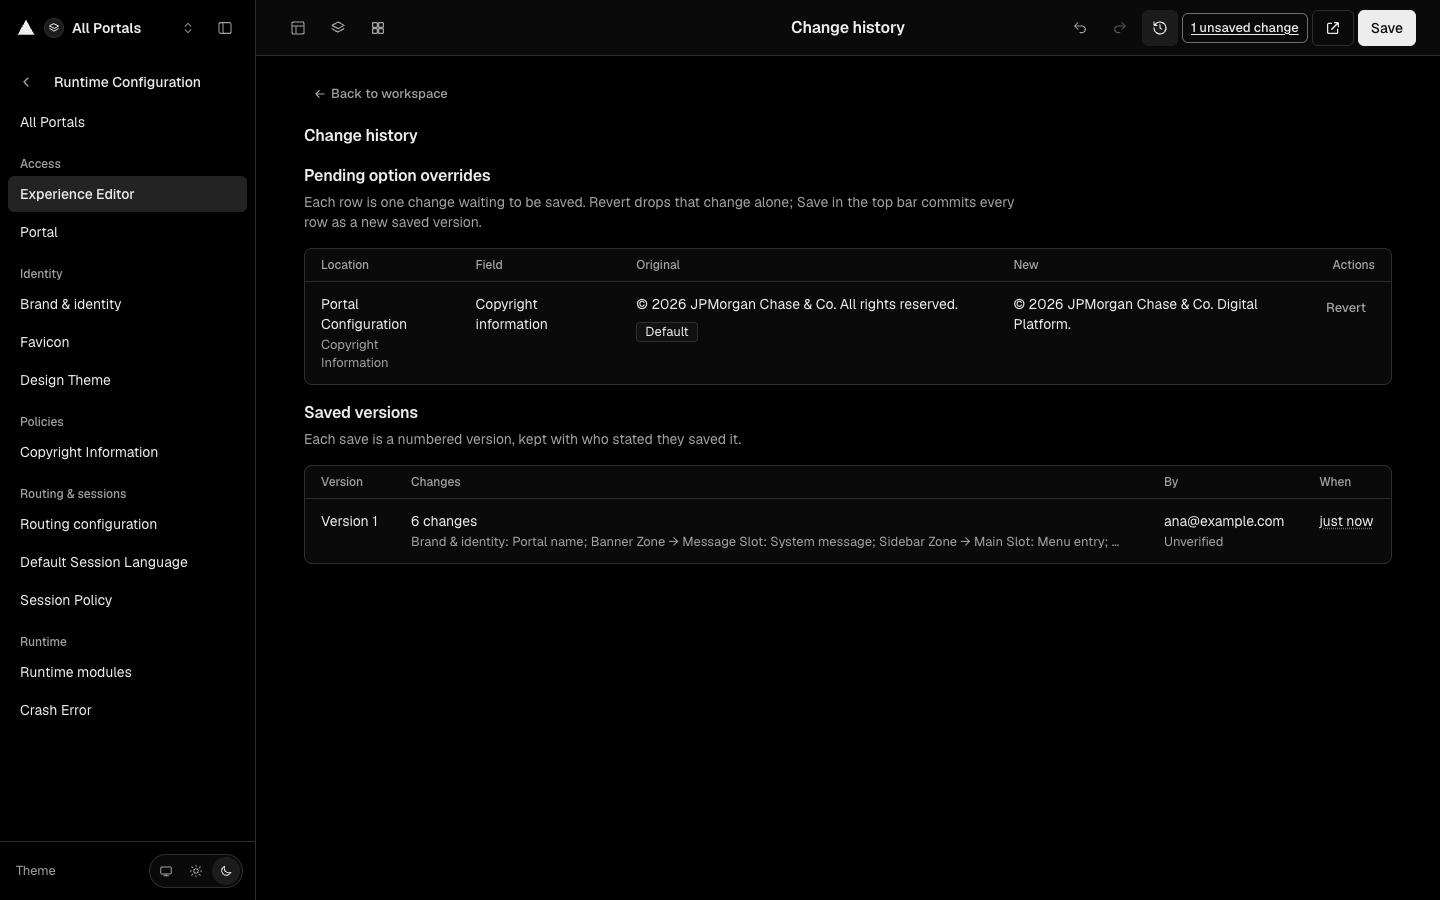 All Portals
Change history
1 unsaved change
Save
Runtime Configuration
All Portals
Access
Experience Editor
Portal
Identity
Brand & identity
Favicon
Design Theme
Policies
Copyright Information
Routing & sessions
Routing configuration
Default Session Language
Session Policy
Runtime
Runtime modules
Crash Error
Theme
← Back to workspace
Change history
Pending option overrides
Each row is one change waiting to be saved. Revert drops that change alone; Save in the top bar commits every
row as a new saved version.
Location Field Original New Actions
Portal
Configuration
Copyright
Information
Copyright
information
© 2026 JPMorgan Chase & Co. All rights reserved.
Default
© 2026 JPMorgan Chase & Co. Digital
Platform.
Revert
Saved versions
Each save is a numbered version, kept with who stated they saved it.
Version Changes By When
Version 1
6 changes
Brand & identity: Portal name; Banner Zone → Message Slot: System message; Sidebar Zone → Main Slot: Menu entry; …
ana@example.com
Unverified
just now